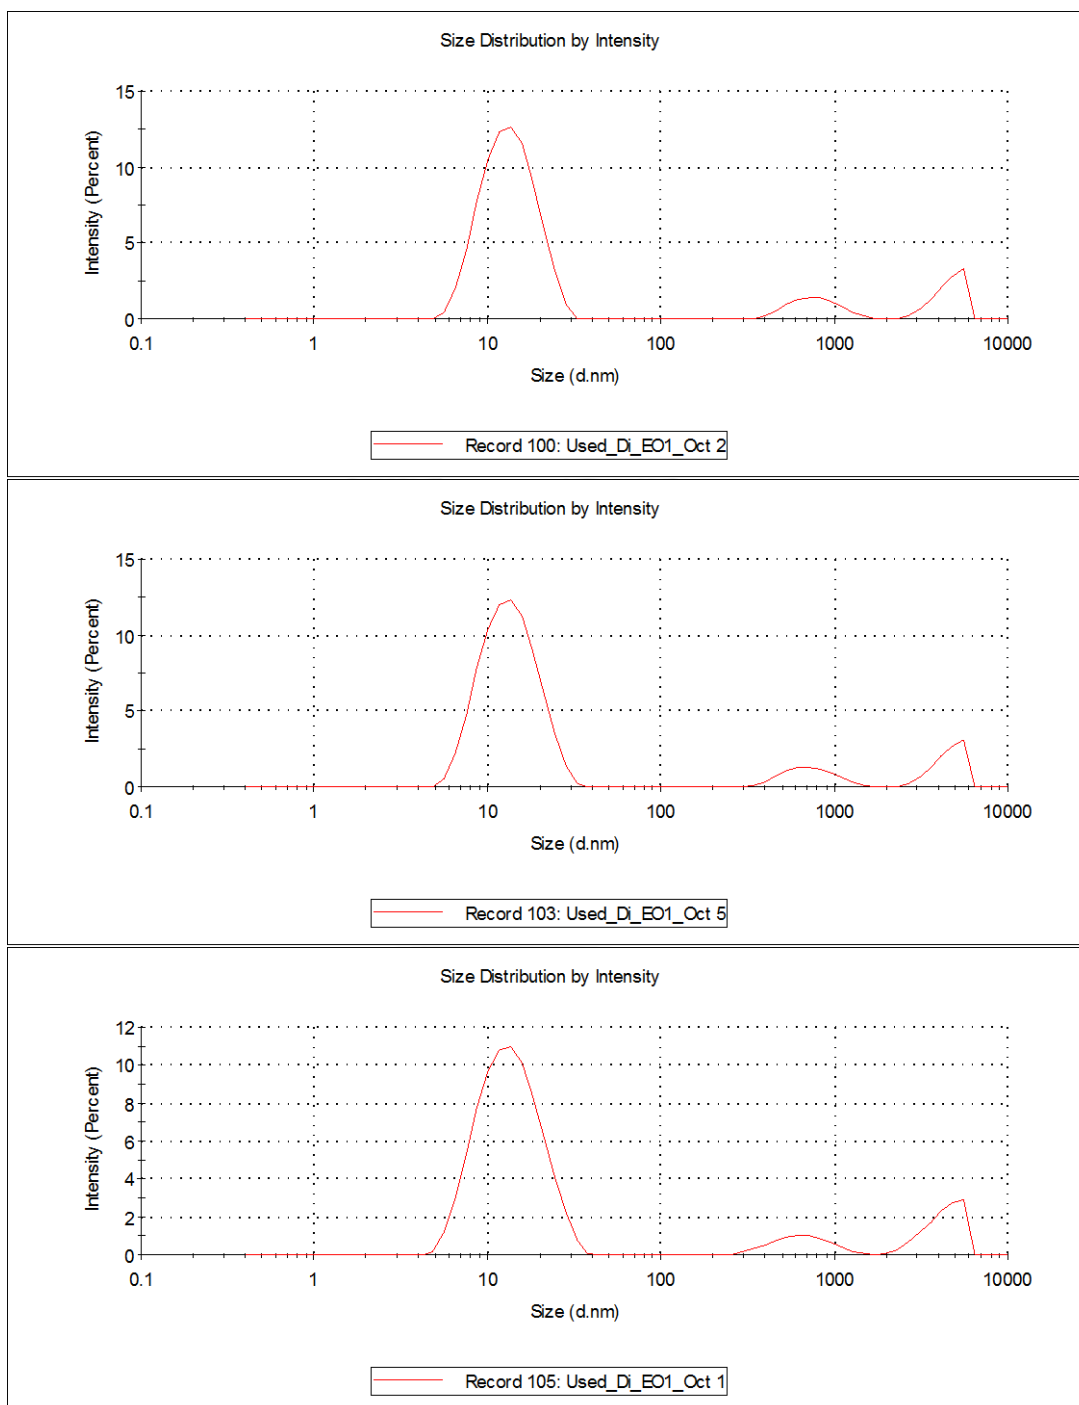 Size Distribution by Intensity
15
10
5
0
Intensity (Percent)
0.1 1 10 100 1000 10000
Size (d.nm)
Record 100: Used_Di_EO1_Oct 2
Size Distribution by Intensity
15
10
5
0
Intensity (Percent)
0.1 1 10 100 1000 10000
Size (d.nm)
Record 103: Used_Di_EO1_Oct 5
Size Distribution by Intensity
12
10
8
6
4
2
0
Intensity (Percent)
0.1 1 10 100 1000 10000
Size (d.nm)
Record 105: Used_Di_EO1_Oct 1